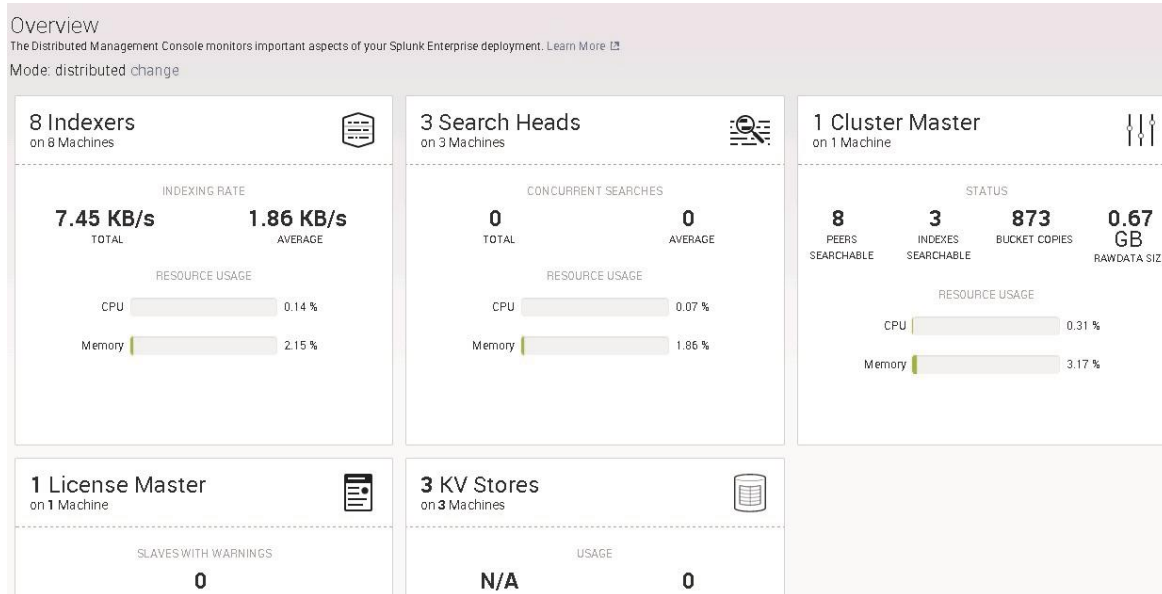 Overview
The Distributed Management Console monitors important aspects of your Splunk Enterprise deployment. Learn More
Mode: distributed change
8 Indexers
on 8 Machines
INDEXING RATE
7.45 KB/s 1.86 KB/s
TOTAL AVERAGE
RESOURCE USAGE
CPU 0.14 %
Memory 2.15 %
3 Search Heads
on 3 Machines
CONCURRENT SEARCHES
0 0
TOTAL AVERAGE
RESOURCE USAGE
CPU 0.07 %
Memory 1.86 %
1 Cluster Master
on 1 Machine
STATUS
8 3 873 0.67
GB
PEERS INDEXES BUCKET COPIES
SEARCHABLE SEARCHABLE RAWDATA SIZ
RESOURCE USAGE
CPU 0.31 %
Memory 3.17 %
1 License Master
on 1 Machine
SLAVES WITH WARNINGS
0
3 KV Stores
on 3 Machines
USAGE
N/A 0